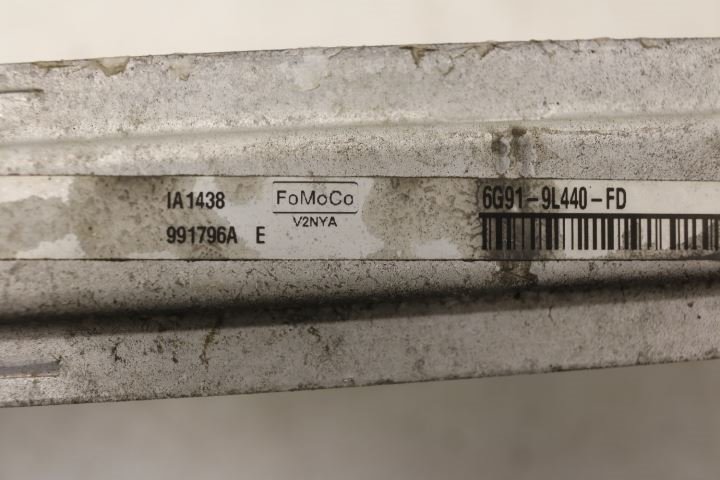 IA1438
991796A E
FoMoCo
V2NYA
6G91-9L440-FD